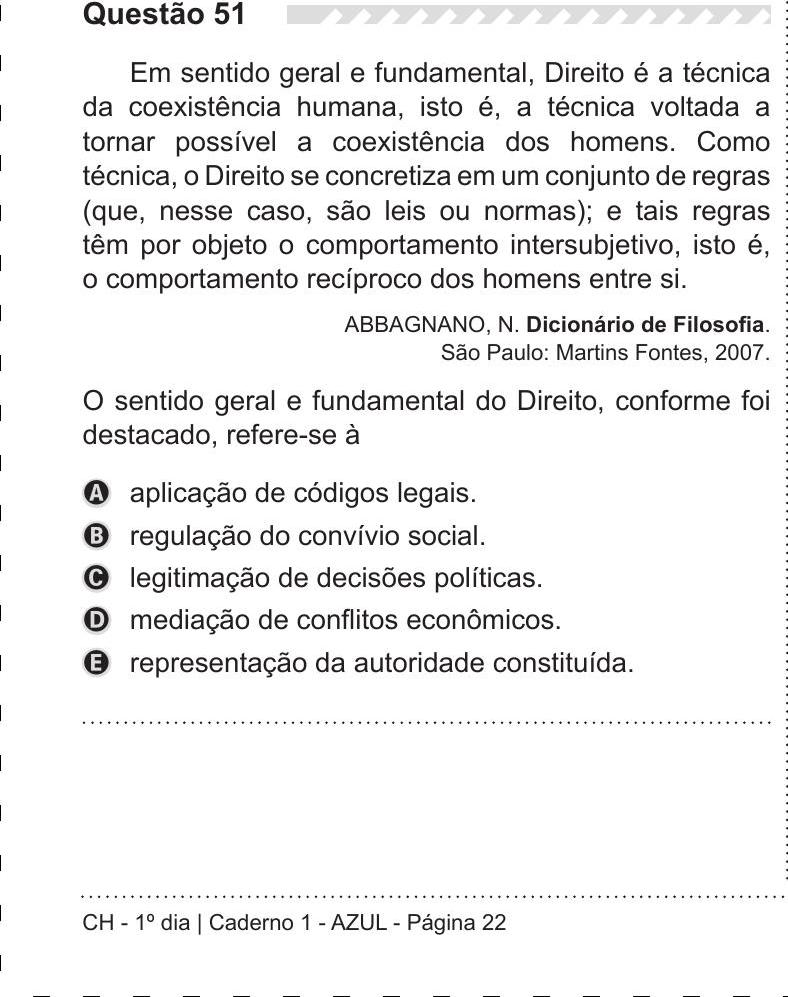 Questão 51
Em sentido geral e fundamental, Direito é a técnica
da coexistência humana, isto é, a técnica voltada a
tornar possível a coexistência dos homens. Como
técnica, o Direito se concretiza em um conjunto de regras
(que, nesse caso, são leis ou normas); e tais regras
têm por objeto o comportamento intersubjetivo, isto é,
o comportamento recíproco dos homens entre si.
ABBAGNANO, N. Dicionário de Filosofia.
São Paulo: Martins Fontes, 2007.
O sentido geral e fundamental do Direito, conforme foi
destacado, refere-se à
A aplicação de códigos legais.
B regulação do convívio social.
C legitimação de decisões políticas.
D mediação de conflitos econômicos.
E representação da autoridade constituída.
CH - 1º dia | Caderno 1 - AZUL - Página 22